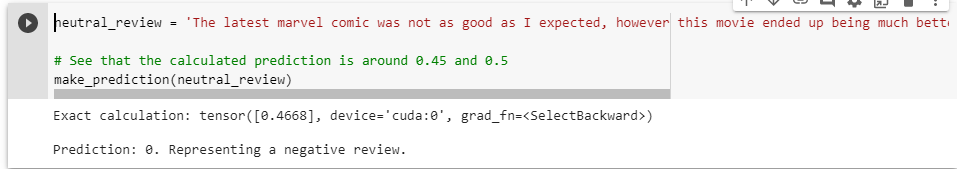 neutral_review = 'The latest marvel comic was not as good as I expected, however this movie ended up being much
# See that the calculated prediction is around 0.45 and 0.5
make_prediction(neutral_review)
Exact calculation: tensor([0.4668], device='cuda:0', grad_fn=<SelectBackward>)
Prediction: 0. Representing a negative review.